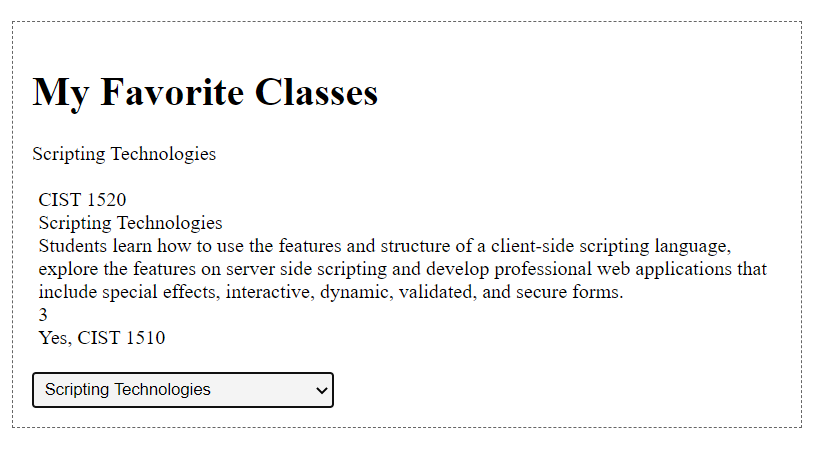 My Favorite Classes
Scripting Technologies
CIST 1520
Scripting Technologies
Students learn how to use the features and structure of a client-side scripting language,
explore the features on server side scripting and develop professional web applications that
include special effects, interactive, dynamic, validated, and secure forms.
3
Yes, CIST 1510
Scripting Technologies